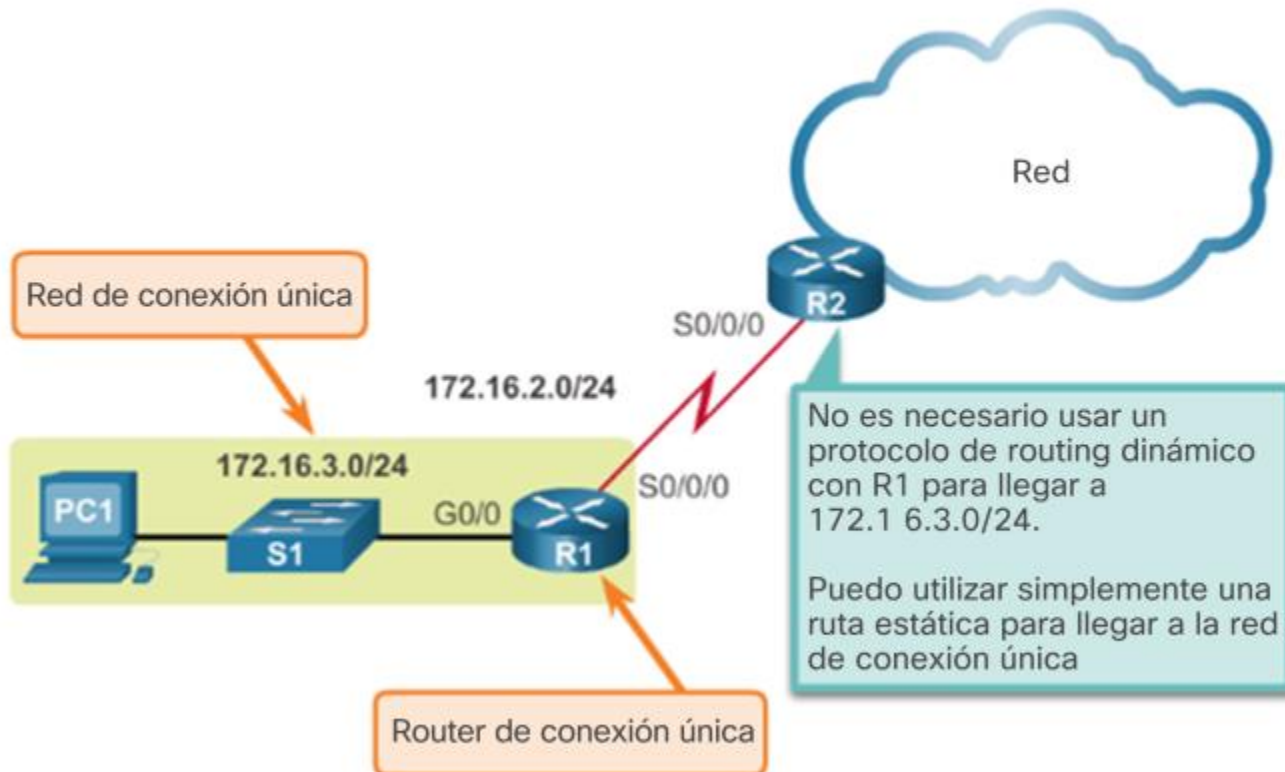 Red
R2
Red de conexión única
S0/0/0
172.16.2.0/24
172.16.3.0/24
S0/0/0
PC1
G0/0
S1
R1
No es necesario usar un
protocolo de routing dinámico
con R1 para llegar a
172.1 6.3.0/24.
Puedo utilizar simplemente una
ruta estática para llegar a la red
de conexión única
Router de conexión única